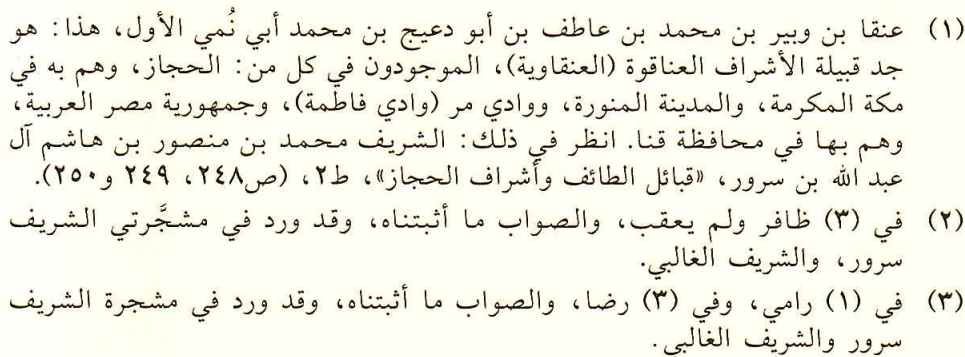 (١) عنقا بن وبير بن محمد بن عاطف بن أبو دعيج بن محمد أبي نُمي الأول، هذا: هو
جد قبيلة الأشراف العناقوة (العنقاوية)، الموجودون في كل من: الحجاز، وهم به في
مكة المكرمة، والمدينة المنورة، ووادي مر (وادي فاطمة)، وجمهورية مصر العربية،
وهم بها في محافظة قنا. انظر في ذلك: الشريف محمد بن منصور بن هاشم آل
عبد الله بن سرور، «قبائل الطائف وأشراف الحجاز»، ط٢، (ص٢٤٨، ٢٤٩ و٢٥٠).
(٢) في (٣) ظافر ولم يعقب، والصواب ما أثبتناه، وقد ورد في مشجَّرتي الشريف
سرور، والشريف الغالبي.
(٣) في (١) رامي، وفي (٣) رضا، والصواب ما أثبتناه، وقد ورد في مشجرة الشريف
سرور والشريف الغالبي.